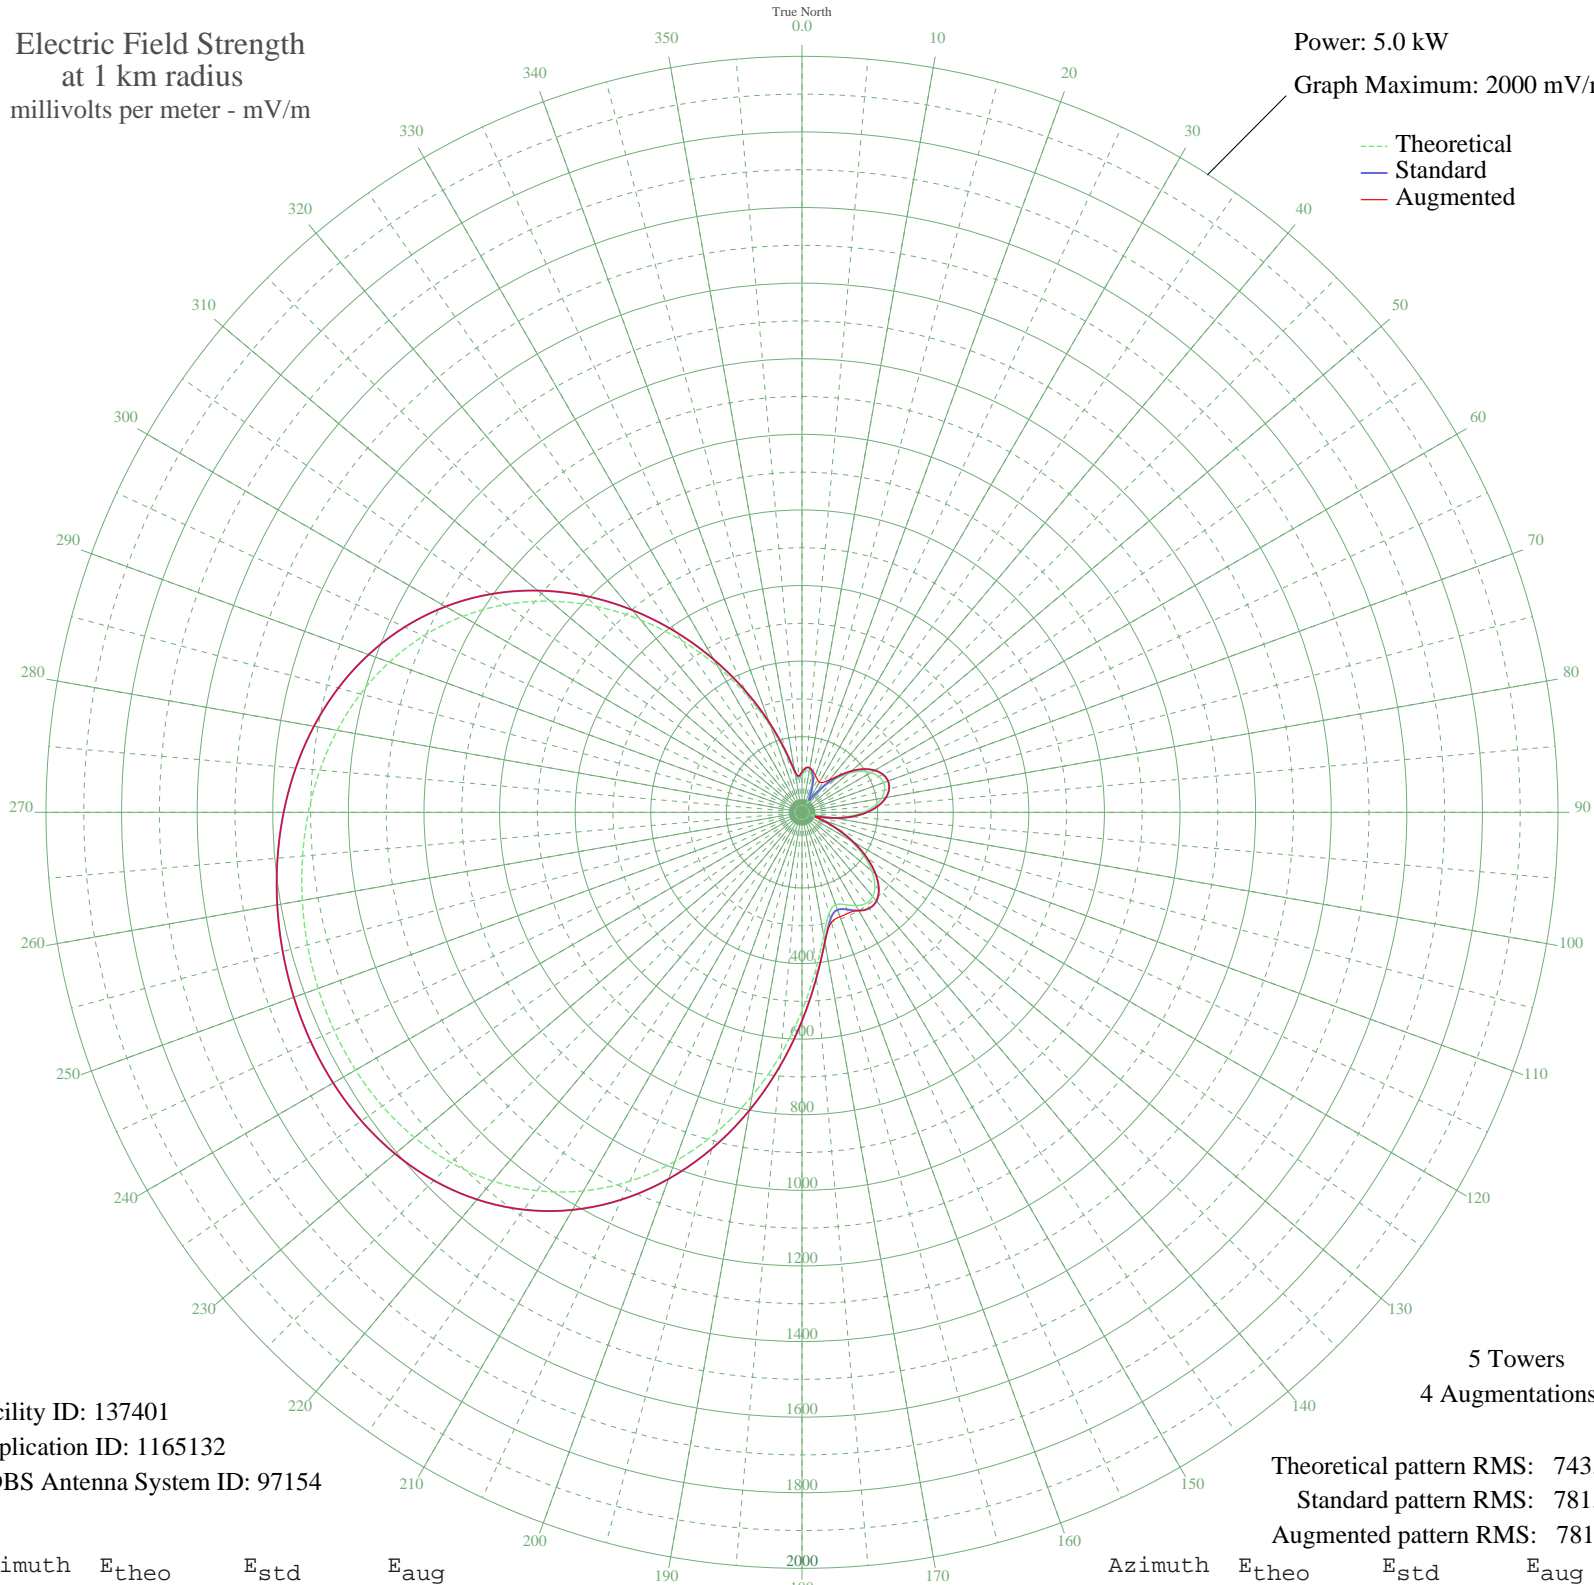 True North
0.0
Electric Field Strength
at 1 km radius
millivolts per meter - mV/m
Power: 5.0 kW
Graph Maximum: 2000 mV/
Theoretical
Standard
Augmented
350
10
340
20
330
30
320
40
310
50
300
60
290
70
280
80
270
90
260
100
250
110
240
120
230
130
220
140
210
150
200
160
190
170
400
600
800
1000
1200
1400
1600
1800
2000
5 Towers
4 Augmentations
cility ID: 137401
plication ID: 1165132
DBS Antenna System ID: 97154
Theoretical pattern RMS: 743
Standard pattern RMS: 781
Augmented pattern RMS: 781
imuth Etheo Estd Eaug
Azimuth Etheo Estd Eaug